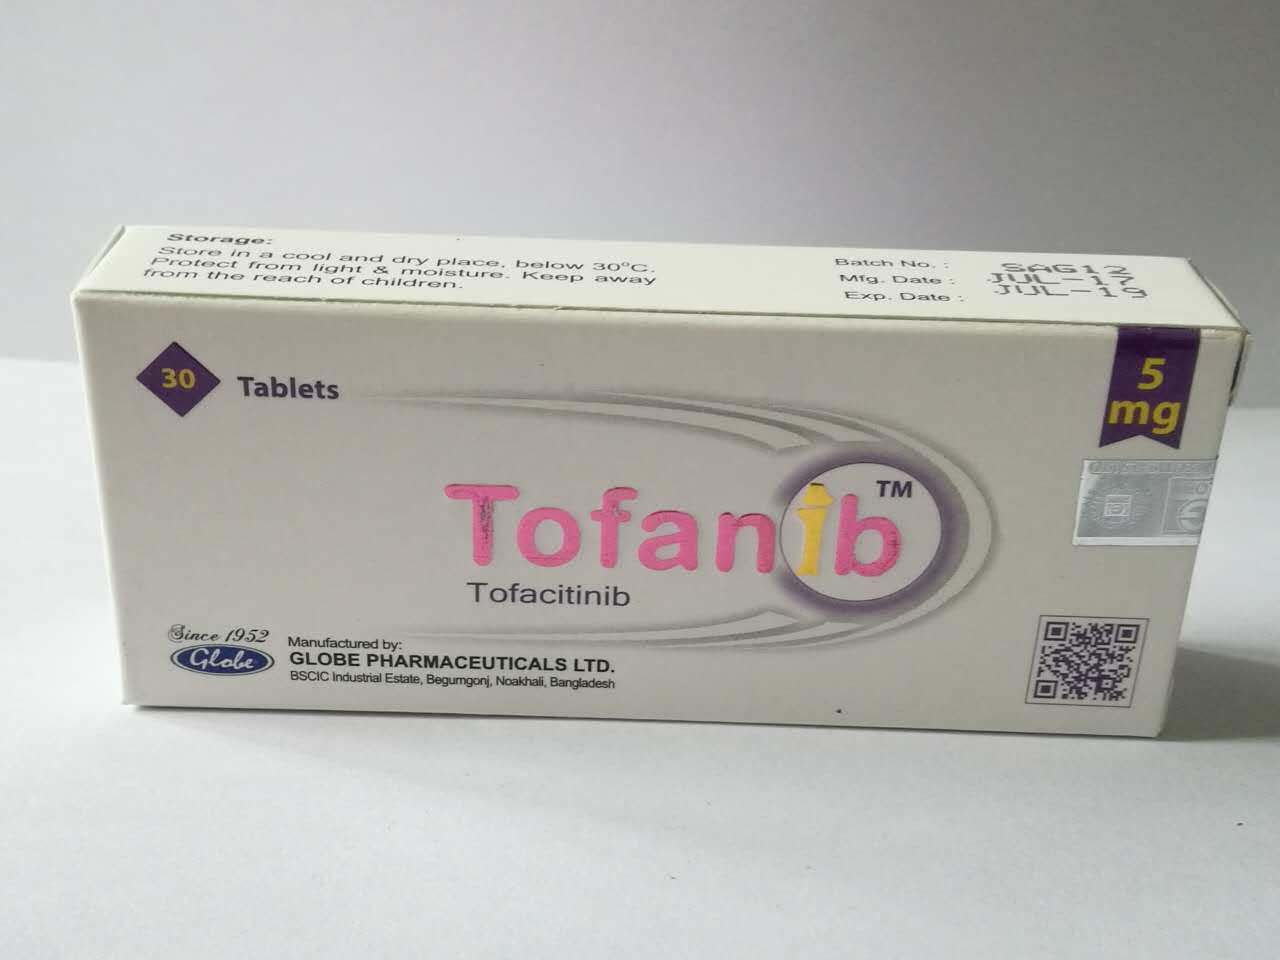 Storage:
Store in a cool and dry place, below 30°C.
Protect from light & moisture. Keep away
from the reach of children.
Batch No. : SAG12
Mfg. Date : JUL-17
Exp. Date : JUL-19
30 Tablets
5
mg
Tofanib™
Tofacitinib
Since 1952
Globe
Manufactured by:
GLOBE PHARMACEUTICALS LTD.
BSCIC Industrial Estate, Begumgonj, Noakhali, Bangladesh